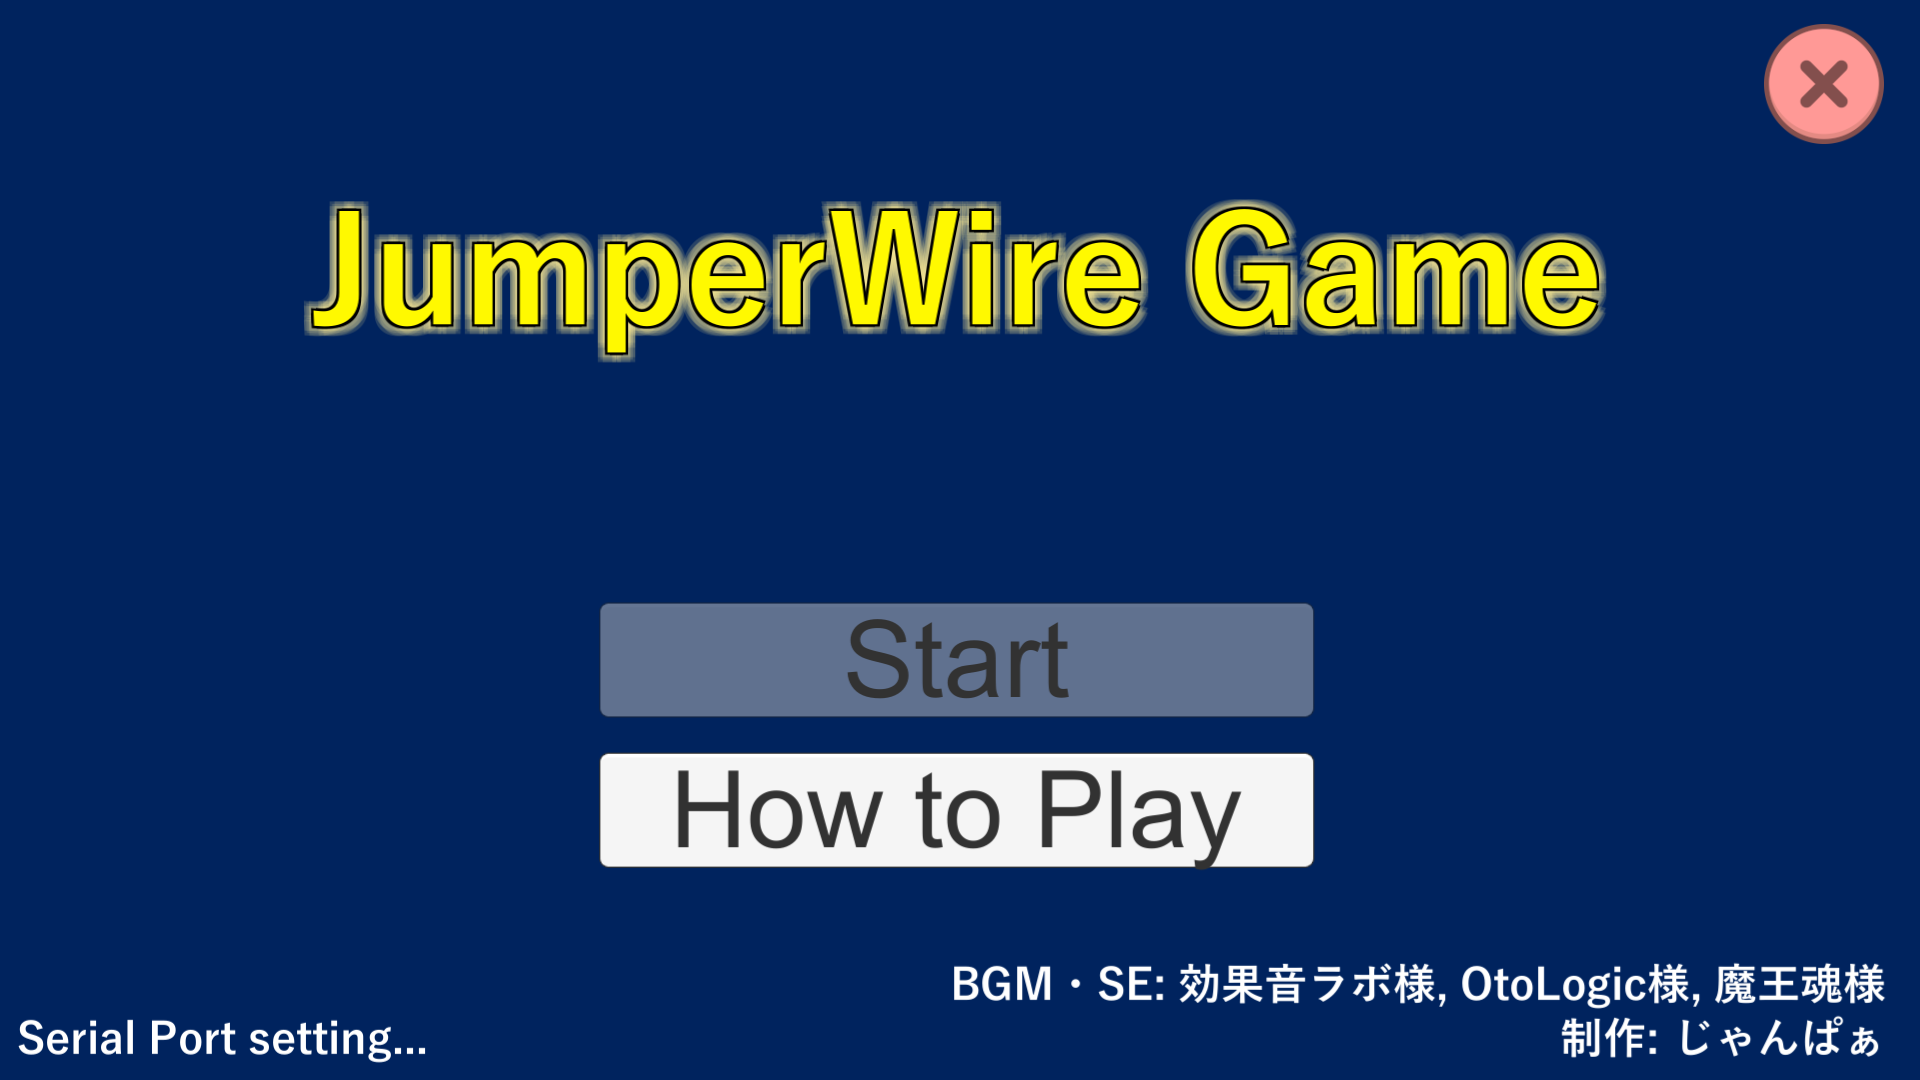 JumperWire Game
Start
How to Play
BGM・SE: 効果音ラボ様, OtoLogic様, 魔王魂様
Serial Port setting...
制作: じゃんぱぁ